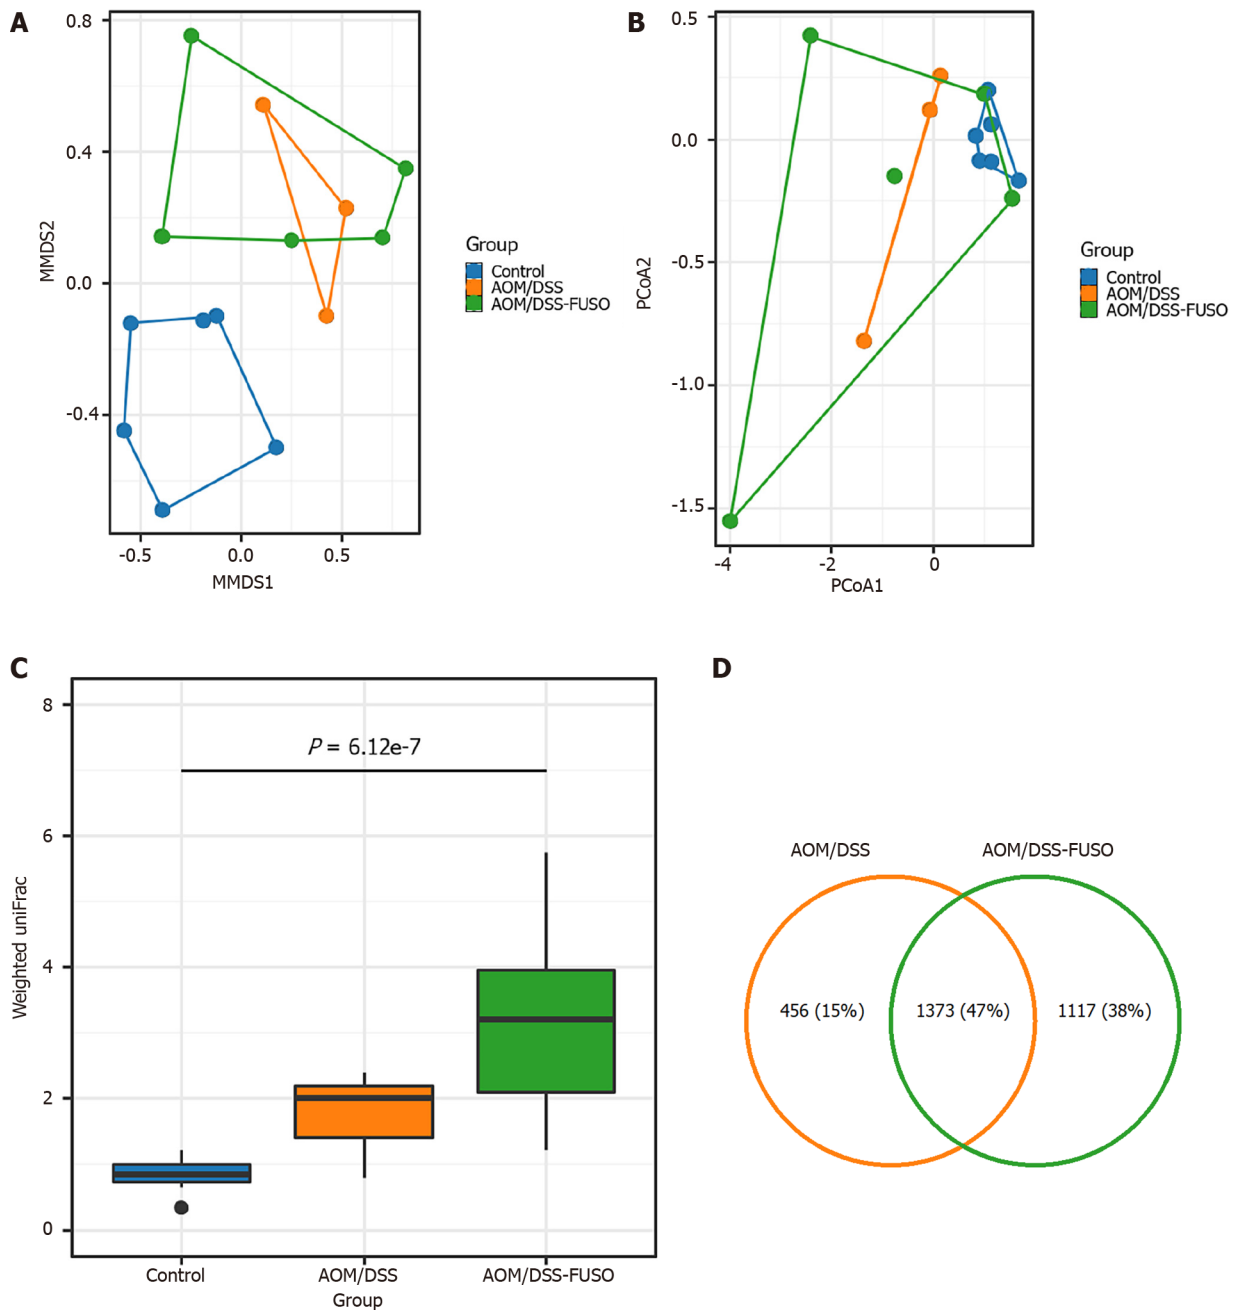 A
0.8
0.4
0.0
-0.4
MMDS2
-0.5
0.0
0.5
MMDS1
Group
Control
AOM/DSS
AOM/DSS-FUSO
B
0.5
0.0
-0.5
-1.0
-1.5
PCoA2
-4
-2
0
PCoA1
Group
Control
AOM/DSS
AOM/DSS-FUSO
C
8
6
4
2
0
Weighted uniFrac
P = 6.12e-7
Control
AOM/DSS
AOM/DSS-FUSO
Group
D
AOM/DSS
AOM/DSS-FUSO
456 (15%)
1373 (47%)
1117 (38%)